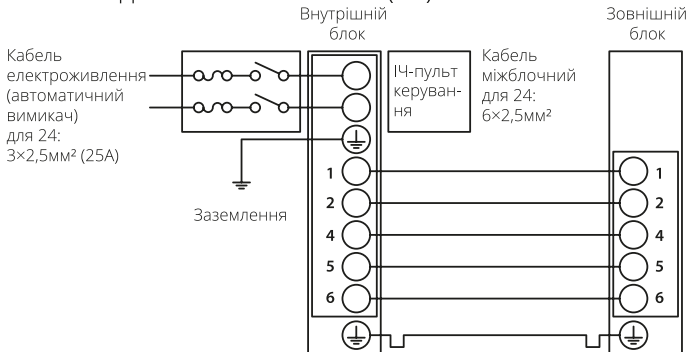 Внутрішній
блок
Зовнішній
блок
Кабель
електроживлення
(автоматичний
вимикач)
для 24:
3×2,5мм² (25А)
ІЧ-пульт
керуван-
ня
Кабель
міжблочний
для 24:
6×2,5мм²
Заземлення
1
2
4
5
6
1
2
4
5
6